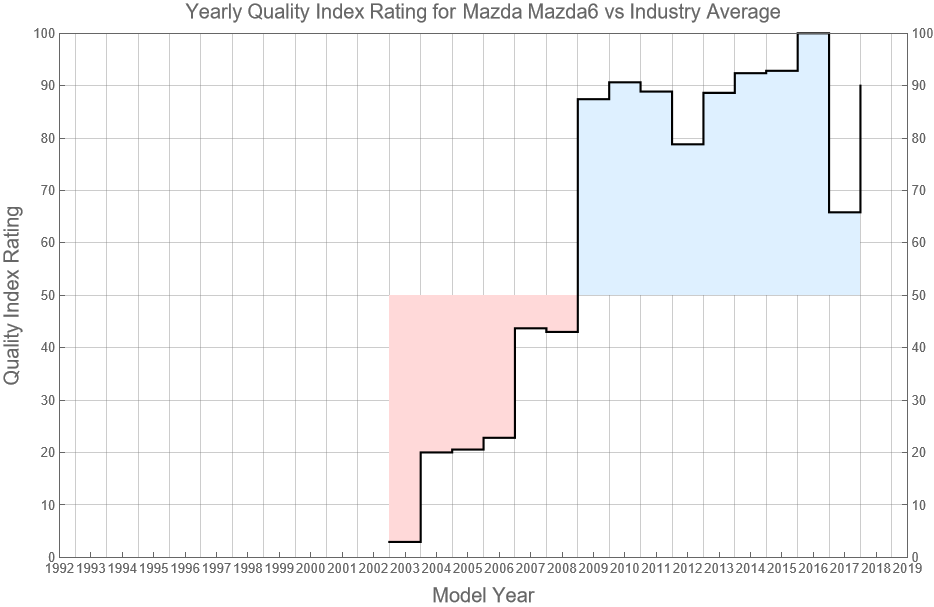 Yearly Quality Index Rating for Mazda Mazda6 vs Industry Average
100 100
90 90
80 80
70 70
60 60
50 50
40 40
30 30
20 20
10 10
0 0
Quality Index Rating
1992 1993 1994 1995 1996 1997 1998 1999 2000 2001 2002 2003 2004 2005 2006 2007 2008 2009 2010 2011 2012 2013 2014 2015 2016 2017 2018 2019
Model Year